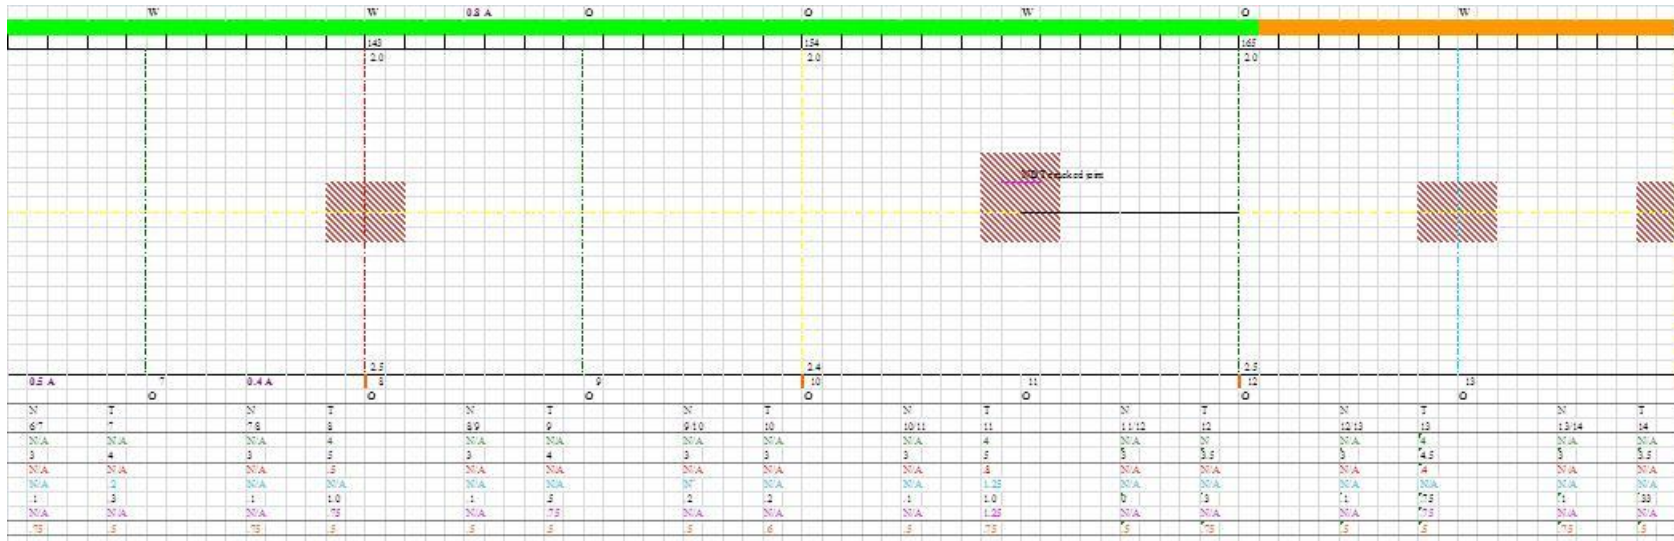 W W 0.8 A O O W O W
143 154 165
2.0 2.0 2.0
2.5 2.4 2.5
0.5 A 7 0.4 A 8 9 10 11 12 13
O O O O O O O
N T N T N T N T N T N T N T N T
6/7 7 7/8 8 8/9 9 9/10 10 10/11 11 11/12 12 12/13 13 13/14 14
N/A N/A N/A 4 N/A N/A N/A N/A N/A 4 N/A N N/A 4 N/A N/A
3 4 3 5 3 4 3 3 3 5 3 3.5 3 4.5 3 3.5
N/A N/A N/A .5 N/A N/A N/A N/A N/A .8 N/A N/A N/A .4 N/A N/A
N/A .2 N/A N/A N/A N/A N N/A N/A 1.25 N/A N/A N/A N/A N/A N/A
.1 .3 .1 1.0 .1 .5 .2 .2 .1 1.0 0 .3 .1 .75 .1 .33
N/A N/A N/A .75 N/A .75 N/A N/A N/A 1.25 N/A N/A N/A .75 N/A N/A
.75 .5 .75 .5 .5 .5 .5 .6 .5 .75 .5 .75 .5 .5 .75 .5